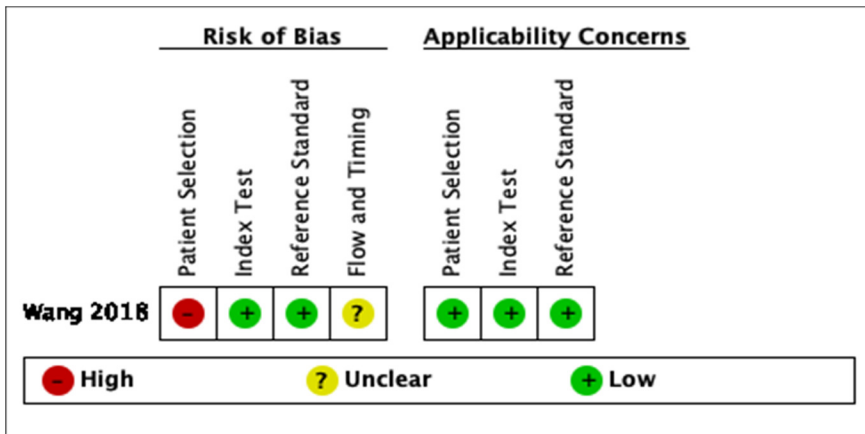 Risk of Bias
Applicability Concerns
Patient Selection
Index Test
Reference Standard
Flow and Timing
Patient Selection
Index Test
Reference Standard
Wang 2018 - + + ? + + +
- High ? Unclear + Low